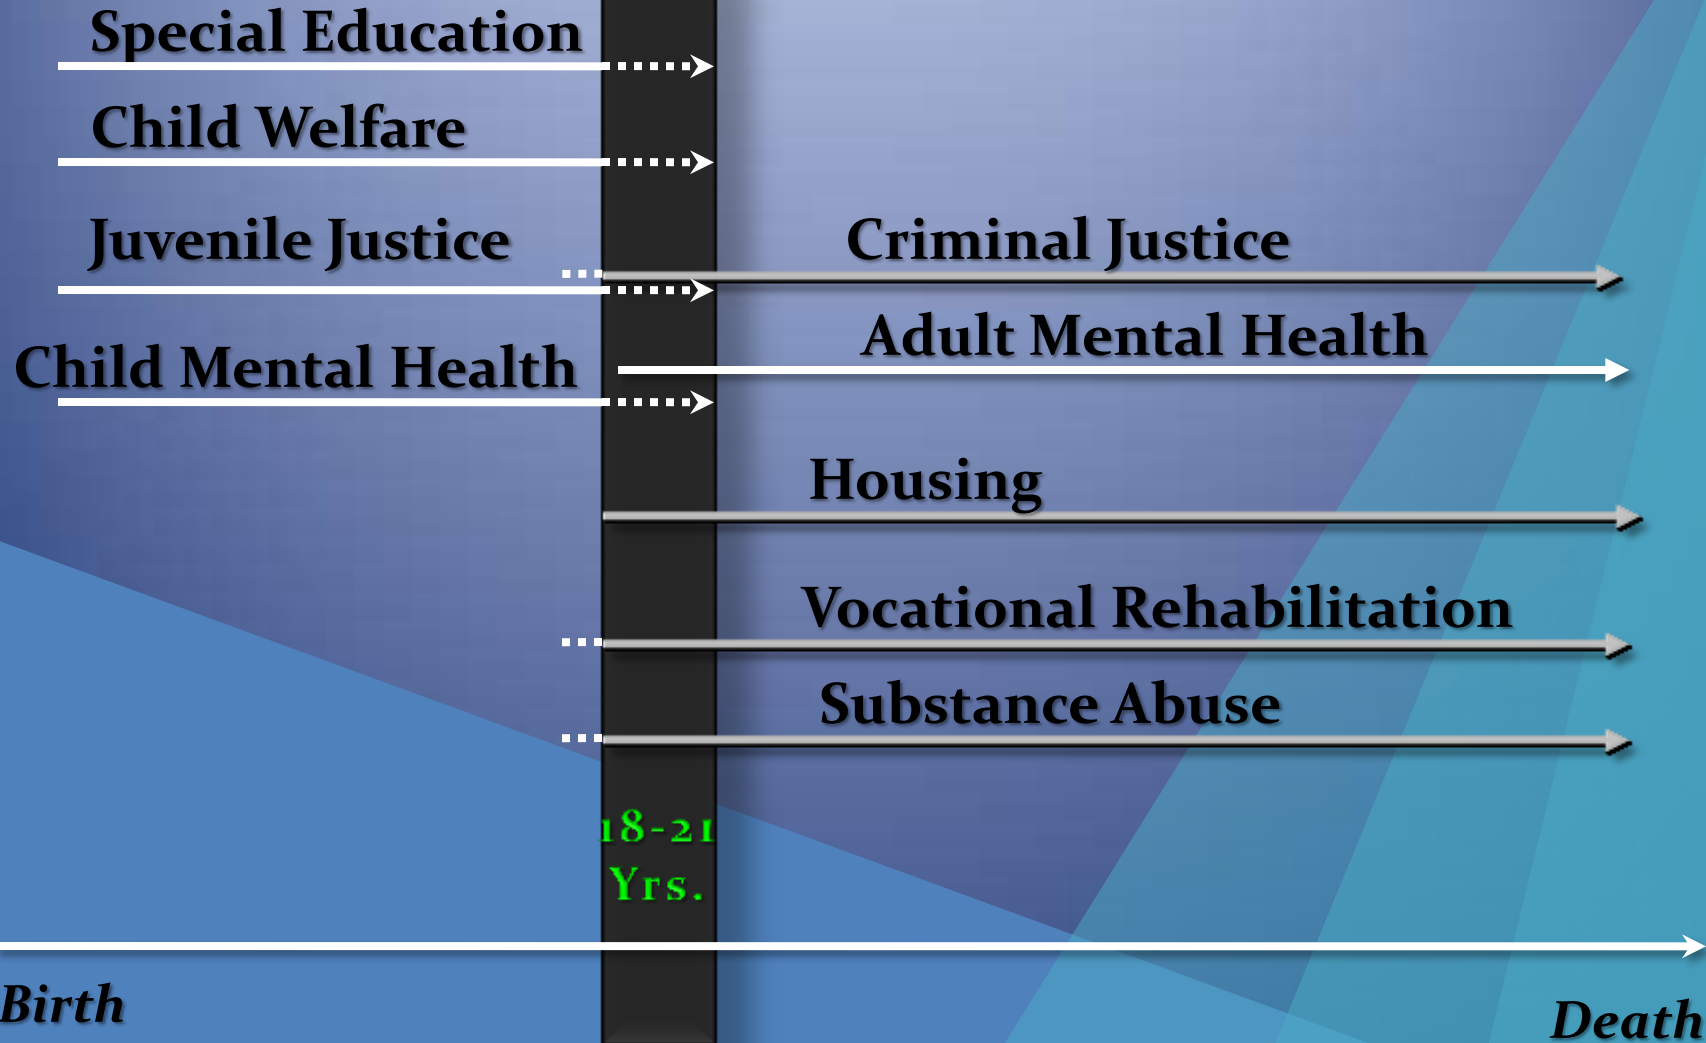 Special Education
Child Welfare
Juvenile Justice
Criminal Justice
Adult Mental Health
Child Mental Health
Housing
Vocational Rehabilitation
Substance Abuse
18-21
Yrs.
Birth
Death